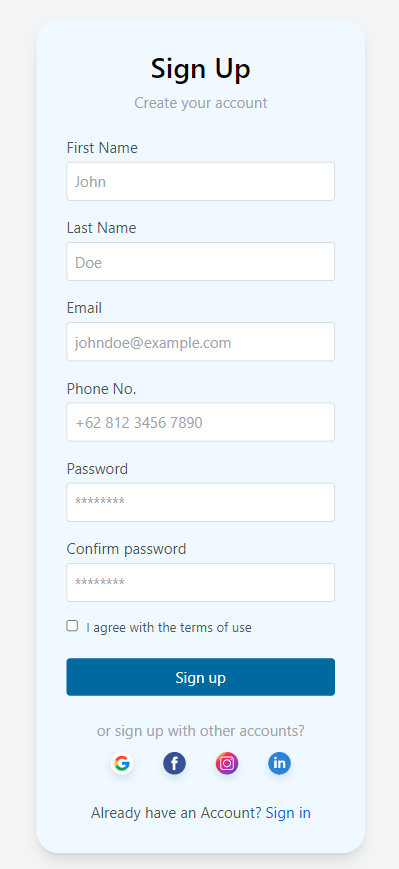 Sign Up
Create your account
First Name
John
Last Name
Doe
Email
johndoe@example.com
Phone No.
+62 812 3456 7890
Password
********
Confirm password
********
I agree with the terms of use
Sign up
or sign up with other accounts?
G f in
Already have an Account? Sign in